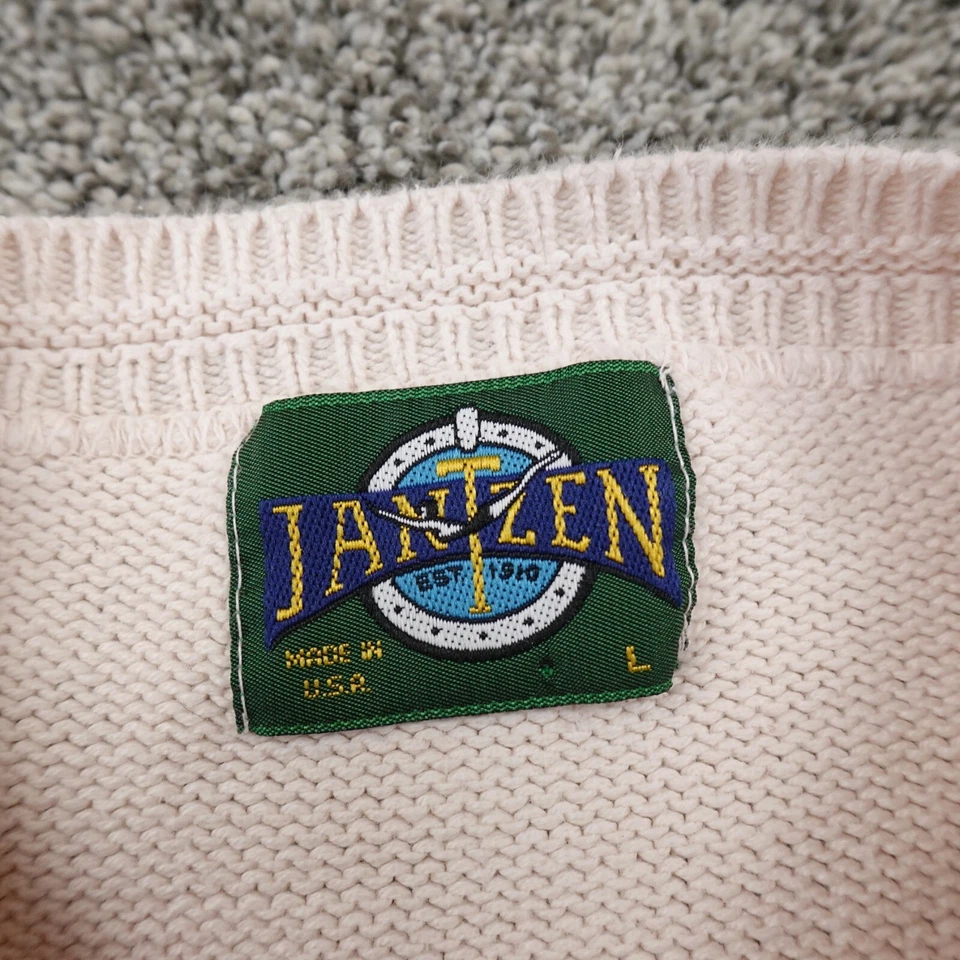 JANTZEN
EST. 1910
MADE IN
U.S.A.
L